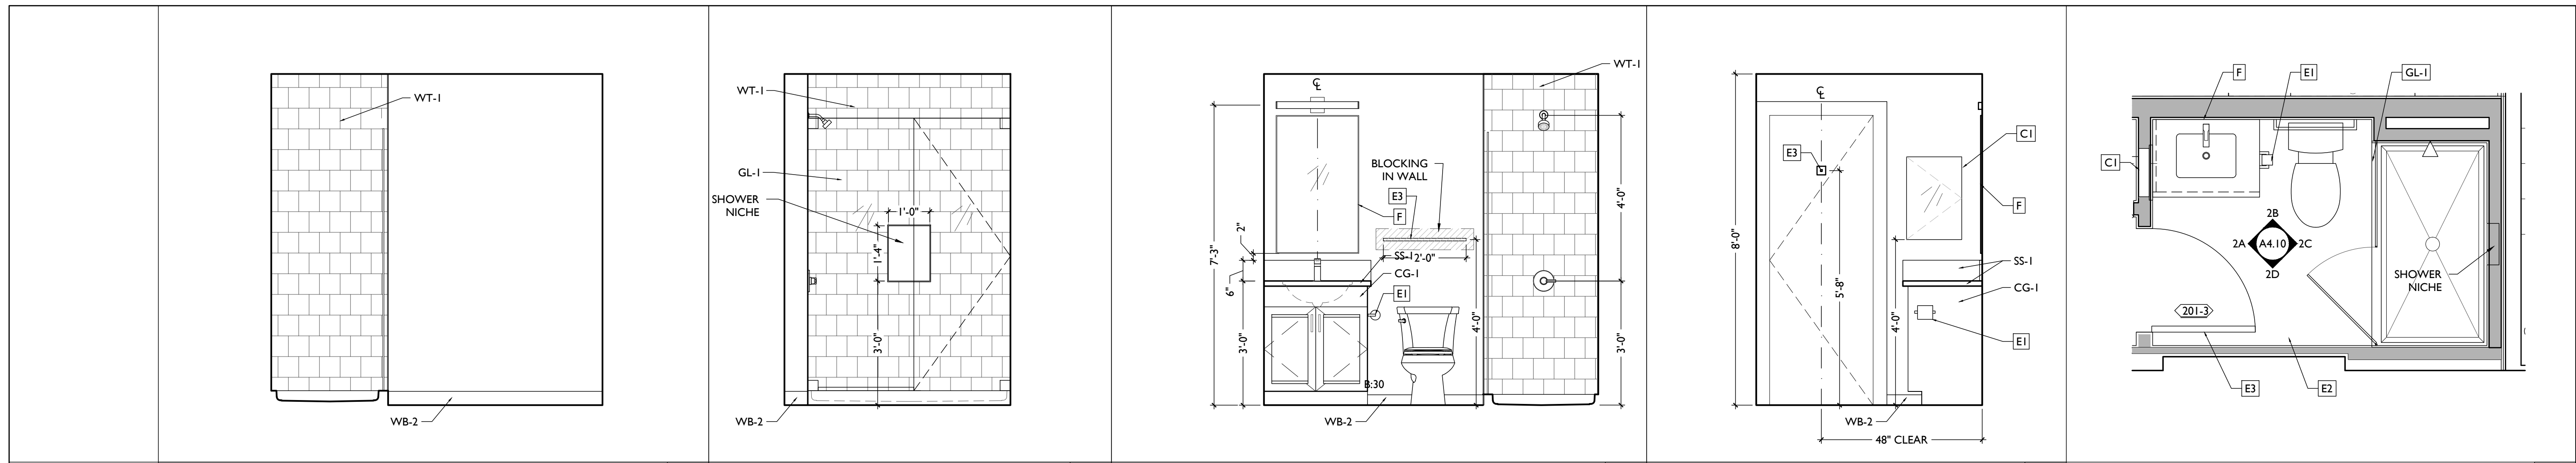 WT-1
WB-2
WT-1
GL-1
SHOWER
NICHE
1'-0"
1'-4"
3'-0"
WB-2
WT-1
℄
7'-3"
2"
6"
3'-0"
BLOCKING
IN WALL
E3
F
SS-1
2'-0"
CG-1
E1
4'-0"
B:30
WB-2
4'-0"
3'-0"
℄
8'-0"
E3
C1
F
5'-8"
4'-0"
SS-1
CG-1
E1
WB-2
48" CLEAR
F
E1
GL-1
C1
2B
2A
A4.10
2C
2D
SHOWER
NICHE
201-3
E3
E2